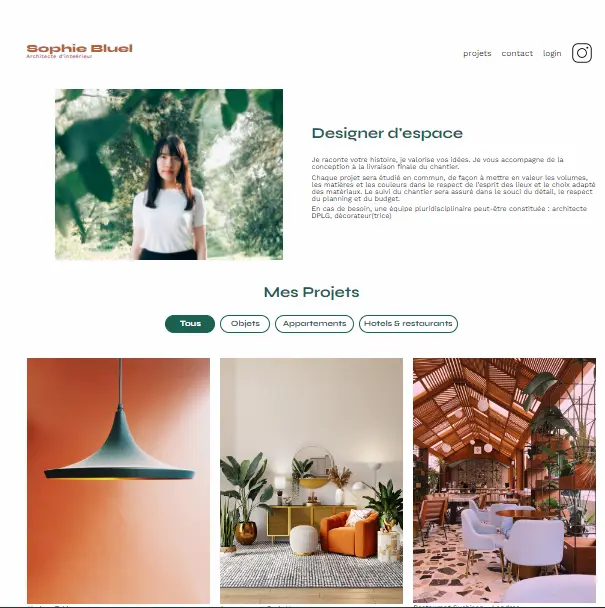 Sophie Bluel
Architecte d'intérieur
projets contact login
Designer d'espace
Je raconte votre histoire, je valorise vos idées. Je vous accompagne de la
conception à la livraison finale du chantier.
Chaque projet sera étudié en commun, de façon à mettre en valeur les volumes,
les matières et les couleurs dans le respect de l'esprit des lieux et le choix adapté
des matériaux. Le suivi du chantier sera assuré dans le souci du détail, le respect
du planning et du budget.
En cas de besoin, une équipe pluridisciplinaire peut-être constituée : architecte
DPLG, décorateur(trice)
Mes Projets
Tous Objets Appartements Hotels & restaurants